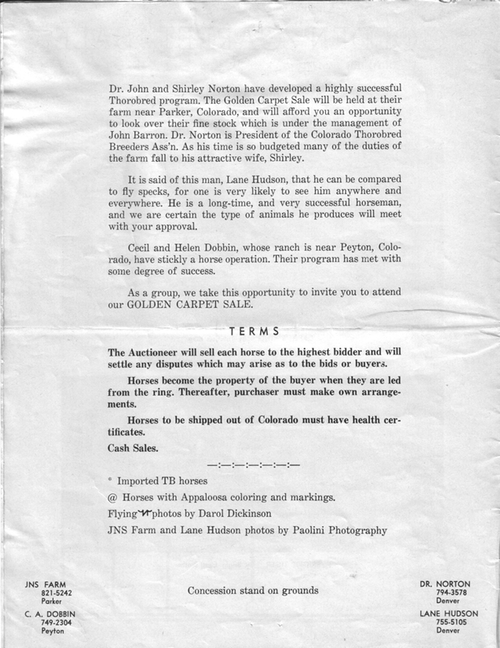 Dr. John and Shirley Norton have developed a highly successful
Thorobred program. The Golden Carpet Sale will be held at their
farm near Parker, Colorado, and will afford you an opportunity
to look over their fine stock which is under the management of
John Barron. Dr. Norton is President of the Colorado Thorobred
Breeders Ass'n. As his time is so budgeted many of the duties of
the farm fall to his attractive wife, Shirley.
It is said of this man, Lane Hudson, that he can be compared
to fly specks, for one is very likely to see him anywhere and
everywhere. He is a long-time, and very successful horseman,
and we are certain the type of animals he produces will meet
with your approval.
Cecil and Helen Dobbin, whose ranch is near Peyton, Colo-
rado, have stickly a horse operation. Their program has met with
some degree of success.
As a group, we take this opportunity to invite you to attend
our GOLDEN CARPET SALE.
TERMS
The Auctioneer will sell each horse to the highest bidder and will
settle any disputes which may arise as to the bids or buyers.
Horses become the property of the buyer when they are led
from the ring. Thereafter, purchaser must make own arrange-
ments.
Horses to be shipped out of Colorado must have health cer-
tificates.
Cash Sales.
—:—:—:—:—:—:—
* Imported TB horses
@ Horses with Appaloosa coloring and markings.
Flying photos by Darol Dickinson
JNS Farm and Lane Hudson photos by Paolini Photography
JNS FARM
821-5242
Parker
C. A. DOBBIN
749-2304
Peyton
Concession stand on grounds
DR. NORTON
794-3578
Denver
LANE HUDSON
755-5105
Denver